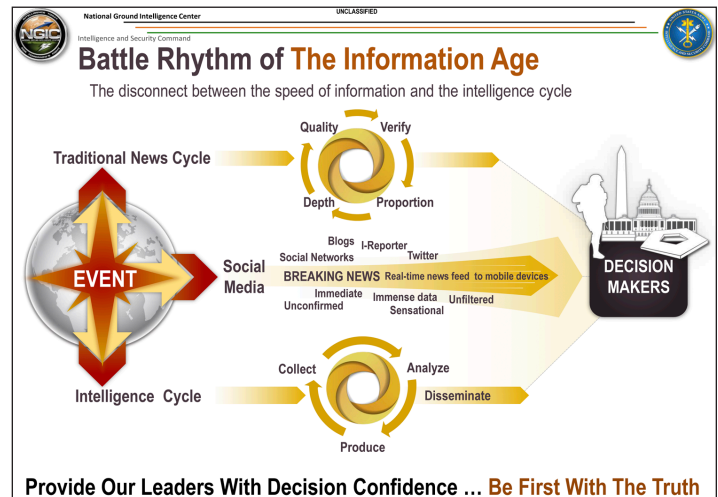 National Ground Intelligence Center
UNCLASSIFIED
NGIC
Intelligence and Security Command
Battle Rhythm of The Information Age
The disconnect between the speed of information and the intelligence cycle
Quality
Verify
Traditional News Cycle
Depth
Proportion
Blogs
I-Reporter
Social Networks
Twitter
EVENT
Social
Media
BREAKING NEWS Real-time news feed to mobile devices
Immediate
Immense data
Unfiltered
Unconfirmed
Sensational
DECISION
MAKERS
Collect
Analyze
Intelligence Cycle
Disseminate
Produce
Provide Our Leaders With Decision Confidence ... Be First With The Truth